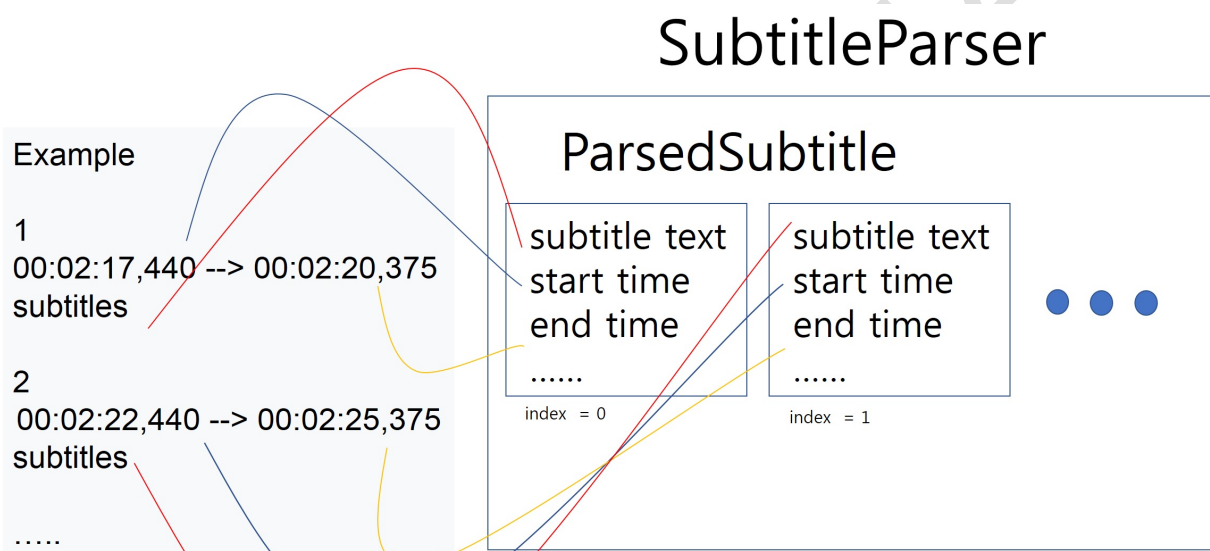 SubtitleParser
Example
1
00:02:17,440 --> 00:02:20,375
subtitles
2
00:02:22,440 --> 00:02:25,375
subtitles
.....
ParsedSubtitle
subtitle text
start time
end time
......
index = 0
subtitle text
start time
end time
......
index = 1